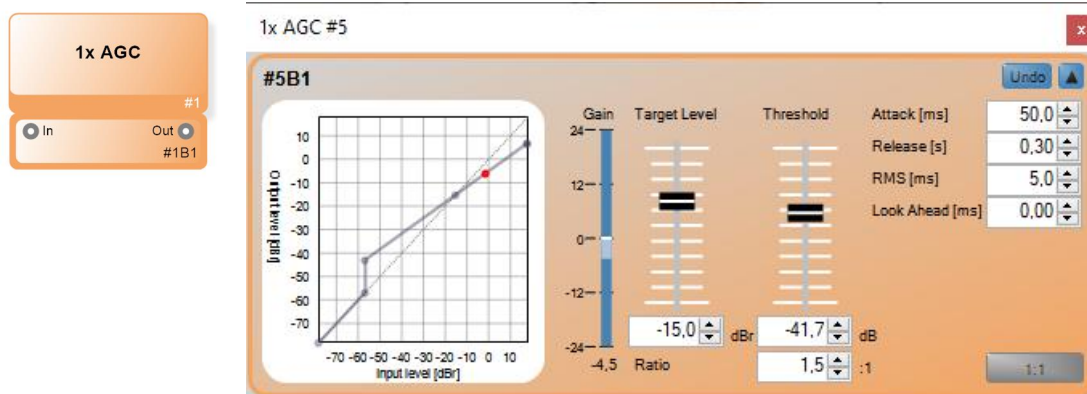 1x AGC
#1
In
Out
#1B1
1x AGC #5
x
#5B1
Undo
Output level [dBr]
10
0
-10
-20
-30
-40
-50
-60
-70
-70 -60 -50 -40 -30 -20 -10 0 10
Input level [dBr]
Gain
24
12
0
-12
-24
-4,5
Target Level
-15,0 dBr
Threshold
-41,7 dB
Ratio
1,5 :1
Attack [ms] 50,0
Release [s] 0,30
RMS [ms] 5,0
Look Ahead [ms] 0,00
1:1